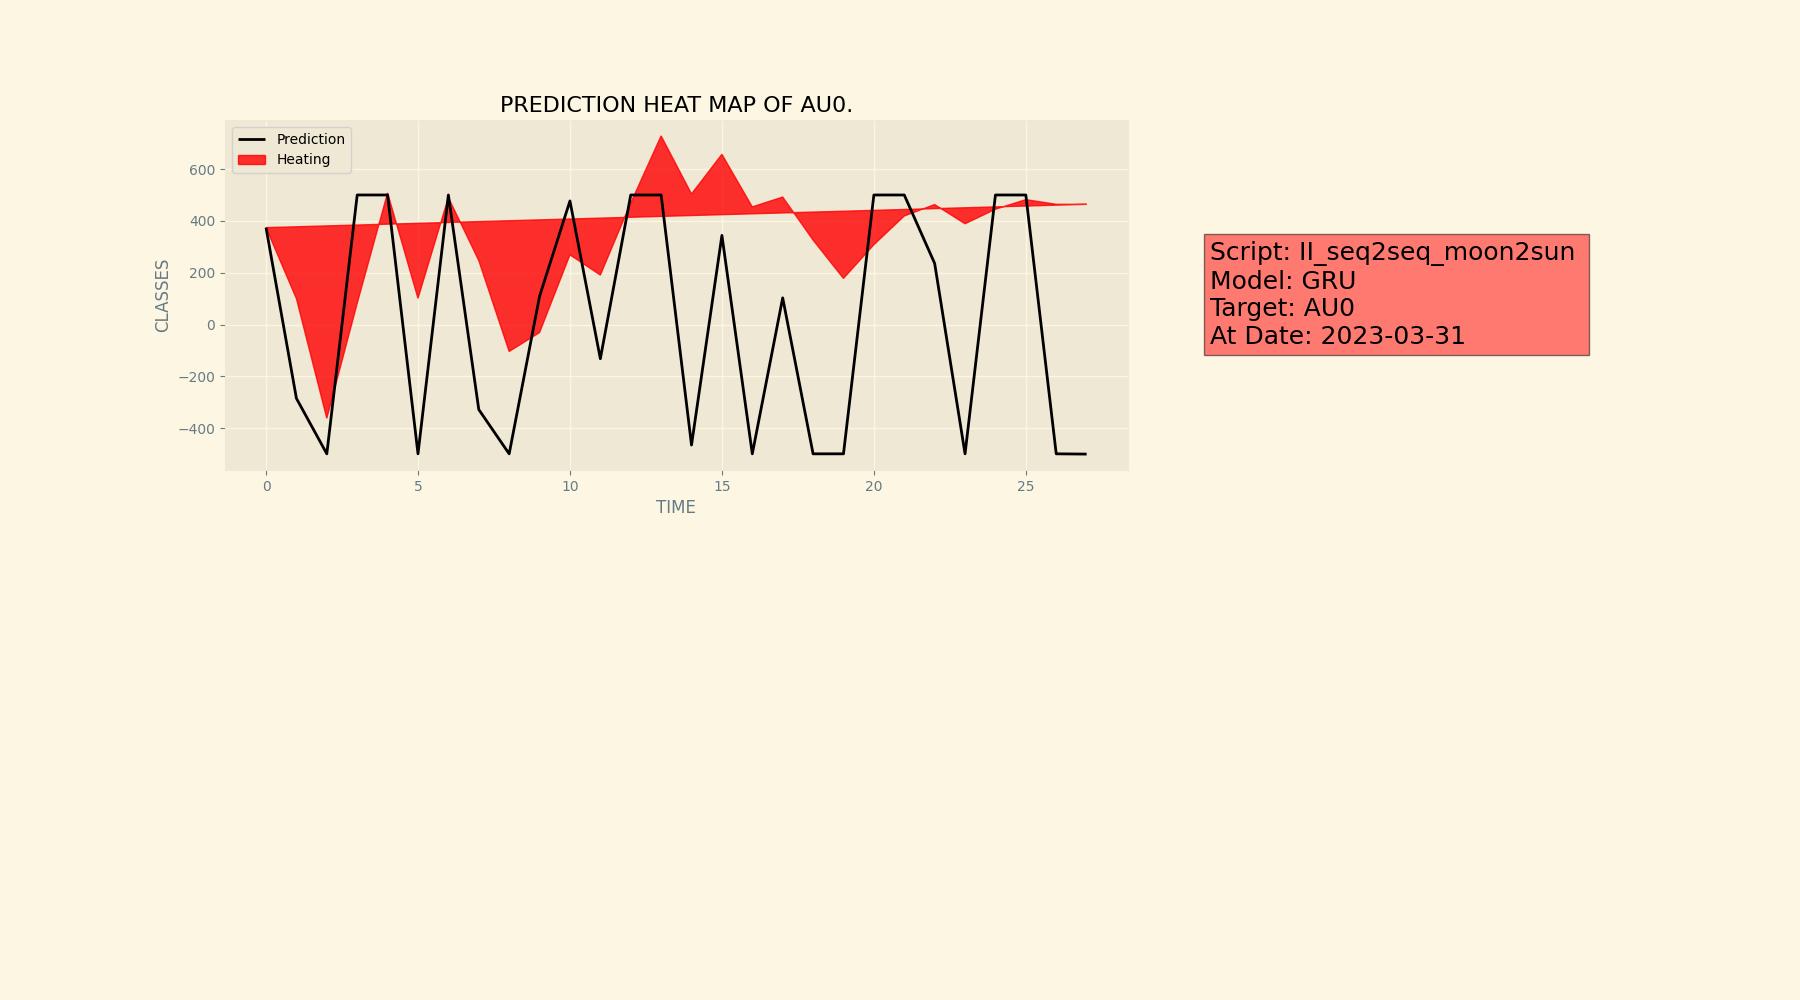 PREDICTION HEAT MAP OF AU0.
Prediction
Heating
600
400
200
0
−200
−400
CLASSES
0 5 10 15 20 25
TIME
Script: II_seq2seq_moon2sun
Model: GRU
Target: AU0
At Date: 2023-03-31